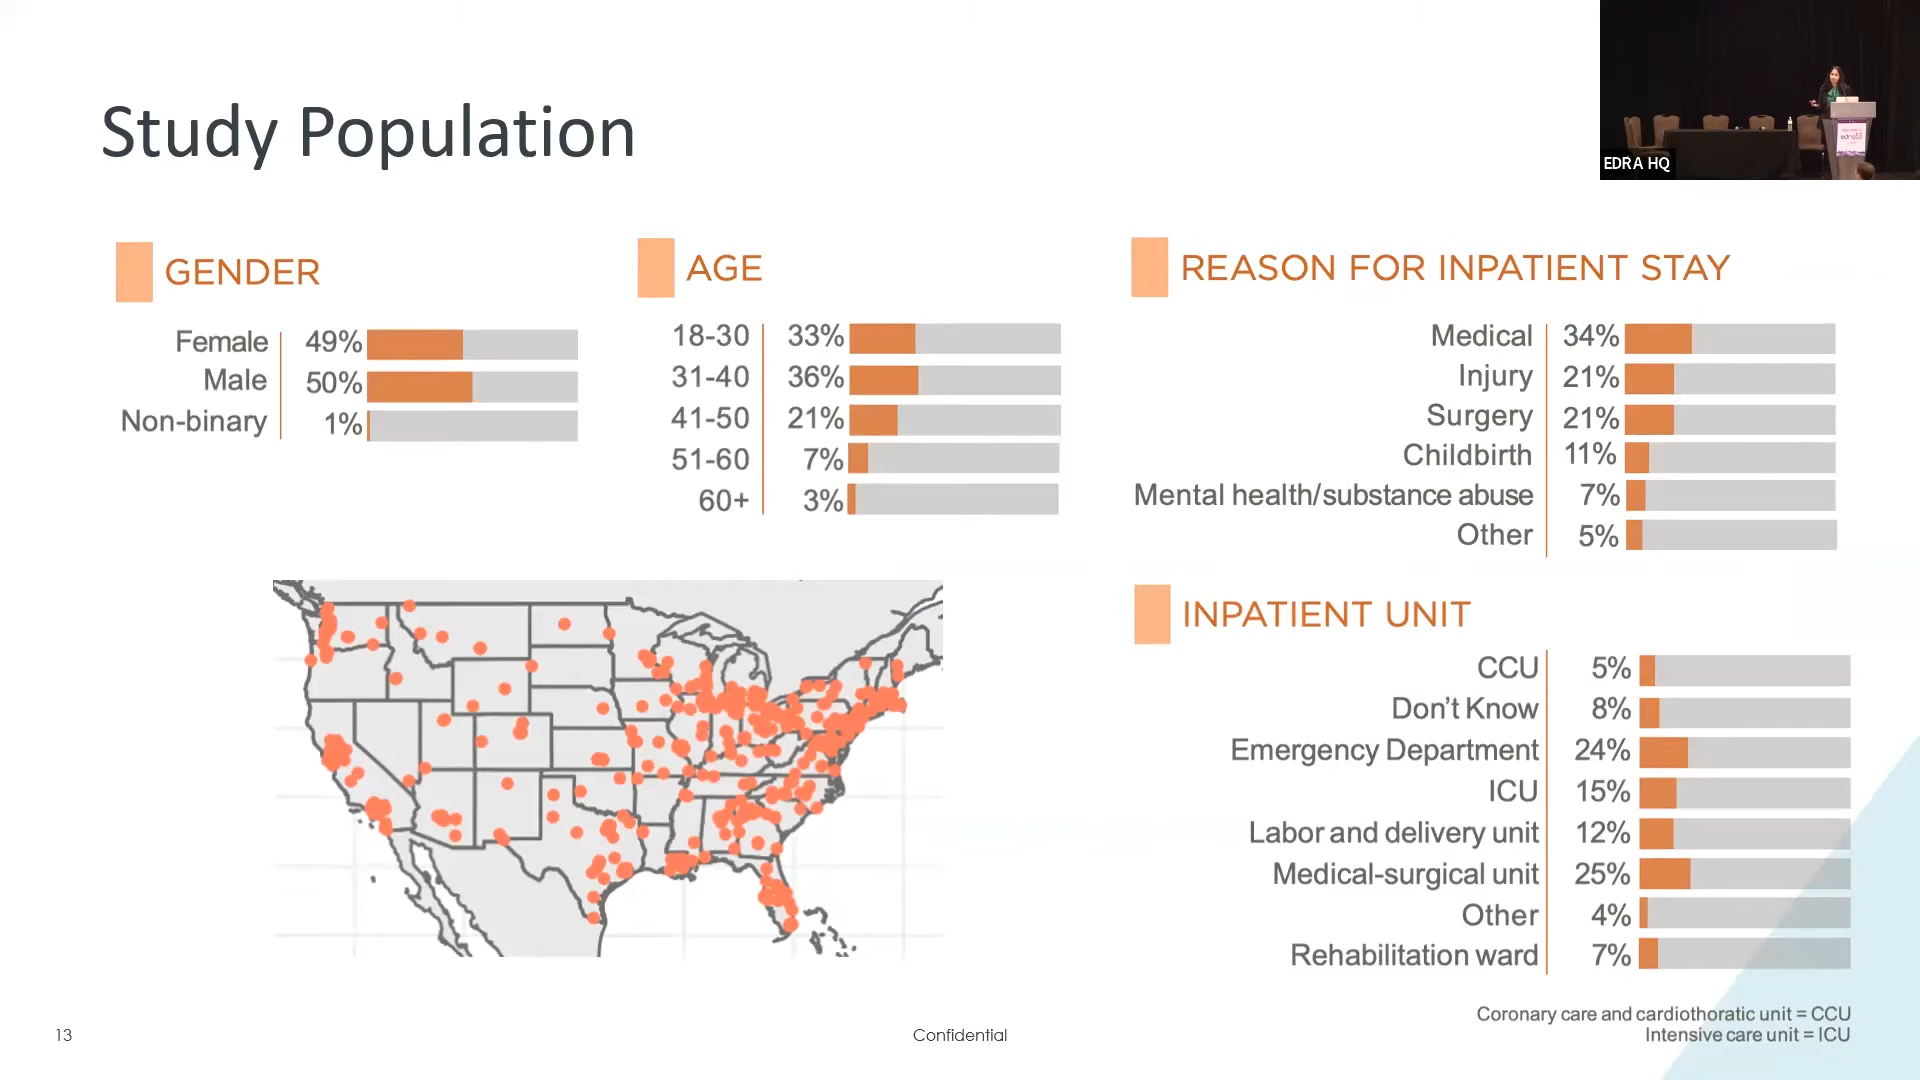 EDRA HQ
Study Population
GENDER
Female 49%
Male 50%
Non-binary 1%
AGE
18-30 33%
31-40 36%
41-50 21%
51-60 7%
60+ 3%
REASON FOR INPATIENT STAY
Medical 34%
Injury 21%
Surgery 21%
Childbirth 11%
Mental health/substance abuse 7%
Other 5%
INPATIENT UNIT
CCU 5%
Don't Know 8%
Emergency Department 24%
ICU 15%
Labor and delivery unit 12%
Medical-surgical unit 25%
Other 4%
Rehabilitation ward 7%
Coronary care and cardiothoratic unit = CCU
Intensive care unit = ICU
13
Confidential